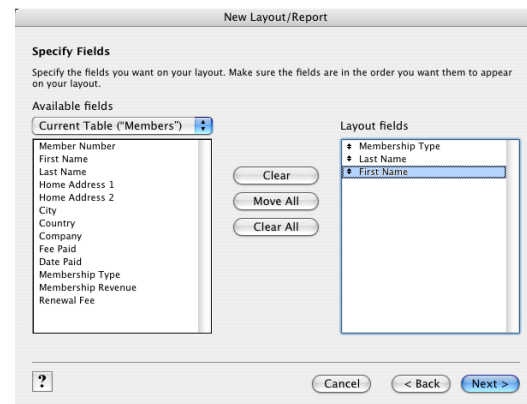 New Layout/Report
Specify Fields
Specify the fields you want on your layout. Make sure the fields are in the order you want them to appear
on your layout.
Available fields
Current Table ("Members")
Member Number
First Name
Last Name
Home Address 1
Home Address 2
City
Country
Company
Fee Paid
Date Paid
Membership Type
Membership Revenue
Renewal Fee
Clear
Move All
Clear All
Layout fields
Membership Type
Last Name
First Name
?
Cancel
< Back
Next >